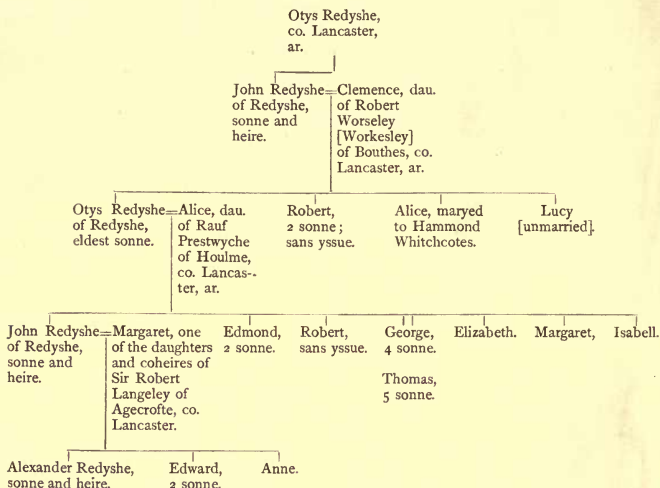 Otys Redyshe,
co. Lancaster,
ar.
John Redyshe=Clemence, dau.
of Redyshe,
sonne and
heire.
of Robert
Worseley
[Workesley]
of Bouthes, co.
Lancaster, ar.
Otys Redyshe=Alice, dau.
of Redyshe,
eldest sonne.
of Rauf
Prestwyche
of Houlme,
co. Lancas--
ter, ar.
Robert,
2 sonne;
sans yssue.
Alice, maryed
to Hammond
Whitchcotes.
Lucy
[unmarried].
John Redyshe=Margaret, one
of Redyshe,
sonne and
heire.
of the daughters
and coheires of
Sir Robert
Langeley of
Agecrofte, co.
Lancaster.
Edmond,
2 sonne.
Robert,
sans yssue.
George,
4 sonne.
Thomas,
5 sonne.
Elizabeth.
Margaret,
Isabell.
Alexander Redyshe,
sonne and heire.
Edward,
2 sonne.
Anne.